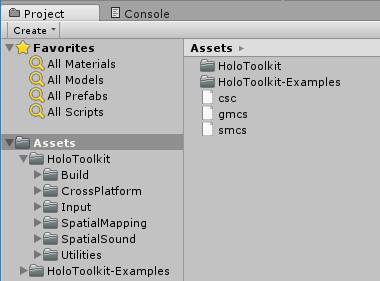 Project
Console
Create
Favorites
All Materials
All Models
All Prefabs
All Scripts
Assets
HoloToolkit
Build
CrossPlatform
Input
SpatialMapping
SpatialSound
Utilities
HoloToolkit-Examples
Assets
HoloToolkit
HoloToolkit-Examples
csc
gmcs
smcs